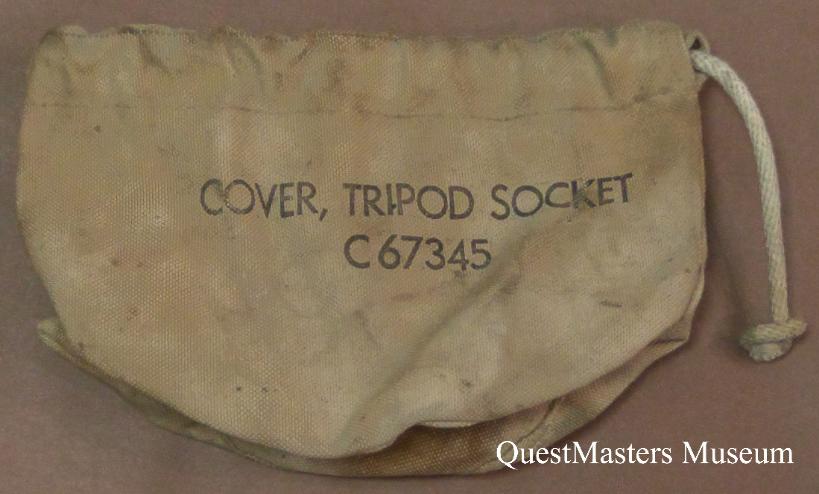 COVER, TRIPOD SOCKET
C67345
QuestMasters Museum